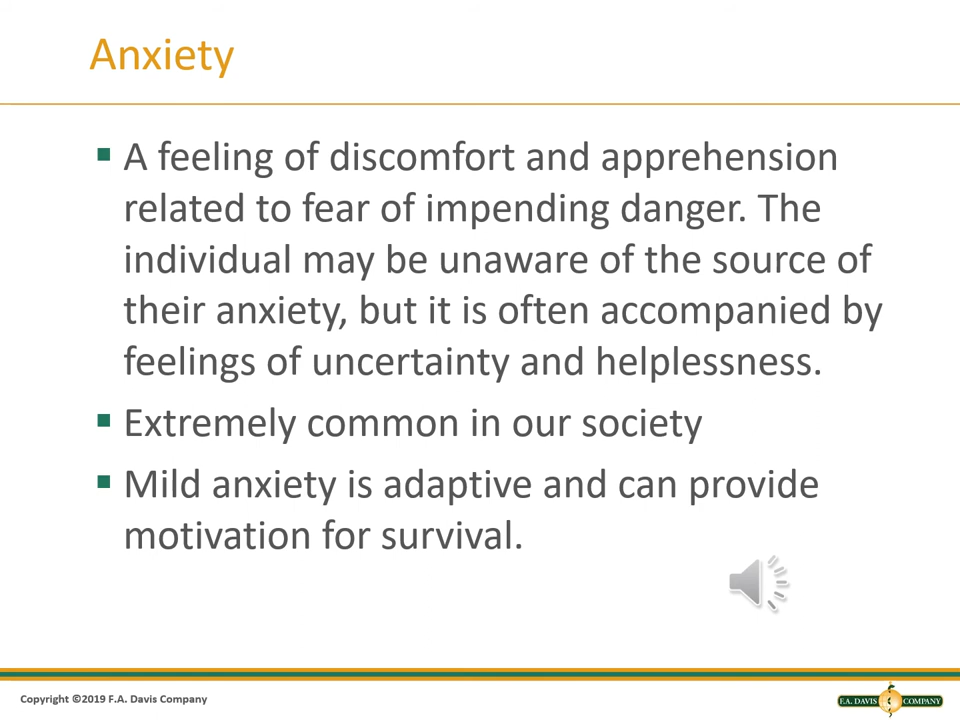 Anxiety
▪ A feeling of discomfort and apprehension
related to fear of impending danger. The
individual may be unaware of the source of
their anxiety, but it is often accompanied by
feelings of uncertainty and helplessness.
▪ Extremely common in our society
▪ Mild anxiety is adaptive and can provide
motivation for survival.
Copyright ©2019 F.A. Davis Company
F.A. DAVIS COMPANY